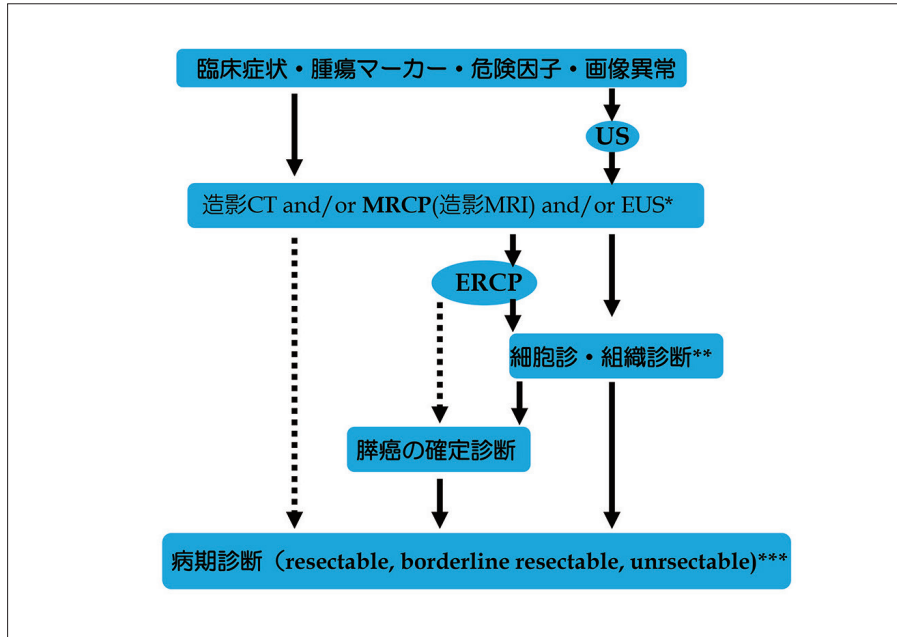 臨床症状・腫瘍マーカー・危険因子・画像異常
US
造影CT and/or MRCP(造影MRI) and/or EUS*
ERCP
細胞診・組織診断**
膵癌の確定診断
病期診断（resectable, borderline resectable, unrsectable)***